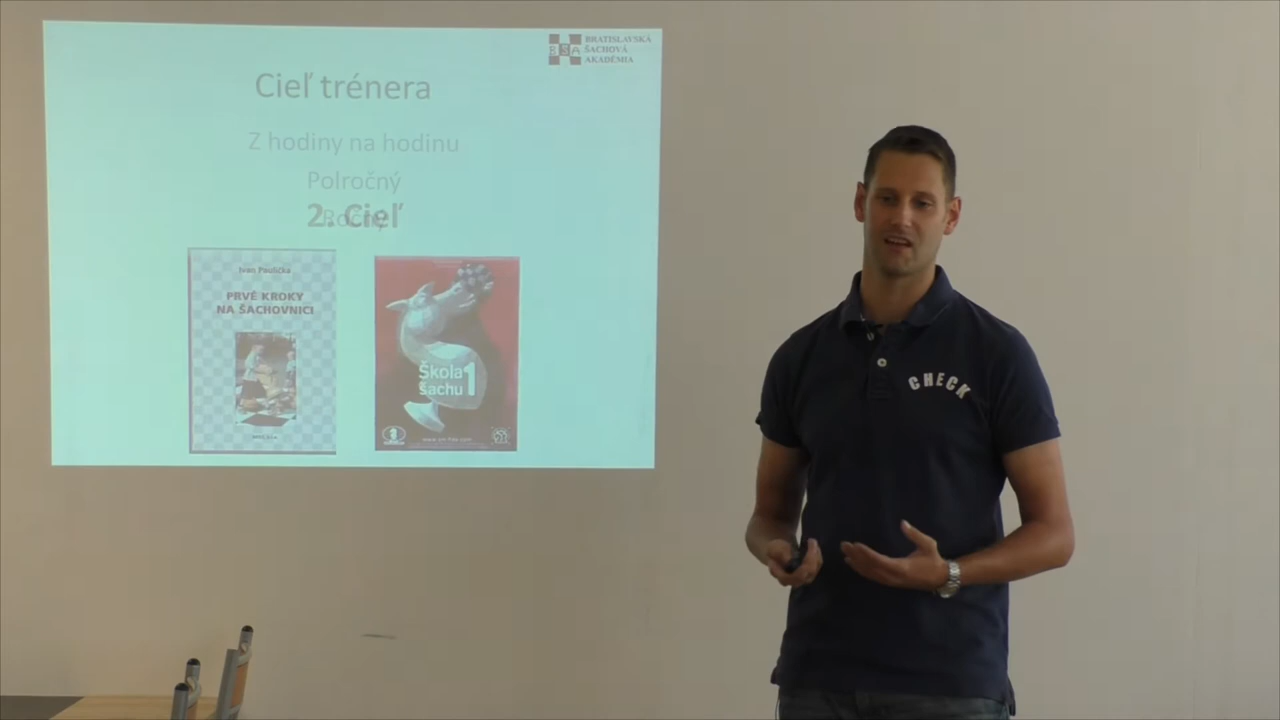 BRATISLAVSKÁ
ŠACHOVÁ
AKADÉMIA
Cieľ trénera
Z hodiny na hodinu
Polročný
2. Cieľ
Ivan Paulička
PRVÉ KROKY
NA ŠACHOVNICI
Škola 1
šachu
CHECK